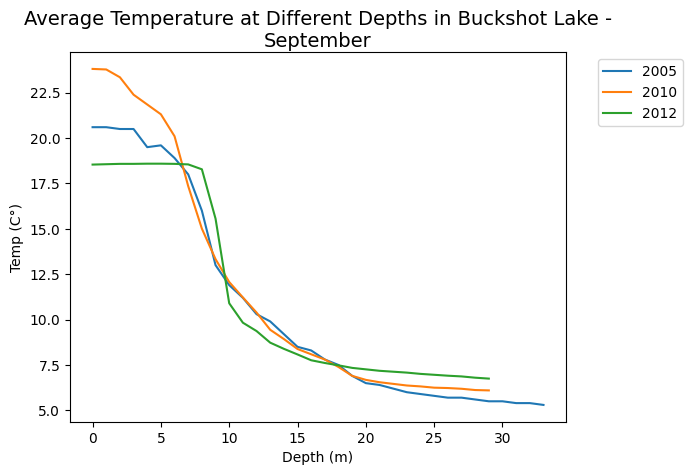 Average Temperature at Different Depths in Buckshot Lake -
September
2005
2010
2012
Temp (C°)
22.5
20.0
17.5
15.0
12.5
10.0
7.5
5.0
0 5 10 15 20 25 30
Depth (m)